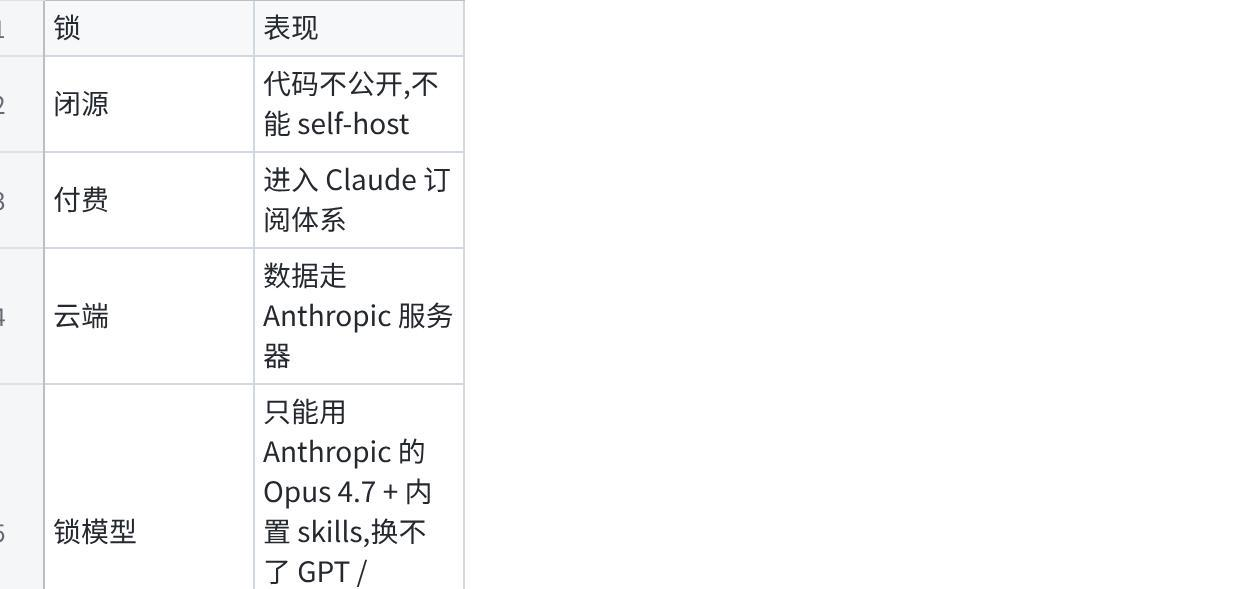 1 锁 表现
2 闭源 代码不公开,不
能 self-host
3 付费 进入 Claude 订
阅体系
4 云端 数据走
Anthropic 服务
器
5 锁模型 只能用
Anthropic 的
Opus 4.7 + 内
置 skills,换不
了 GPT /